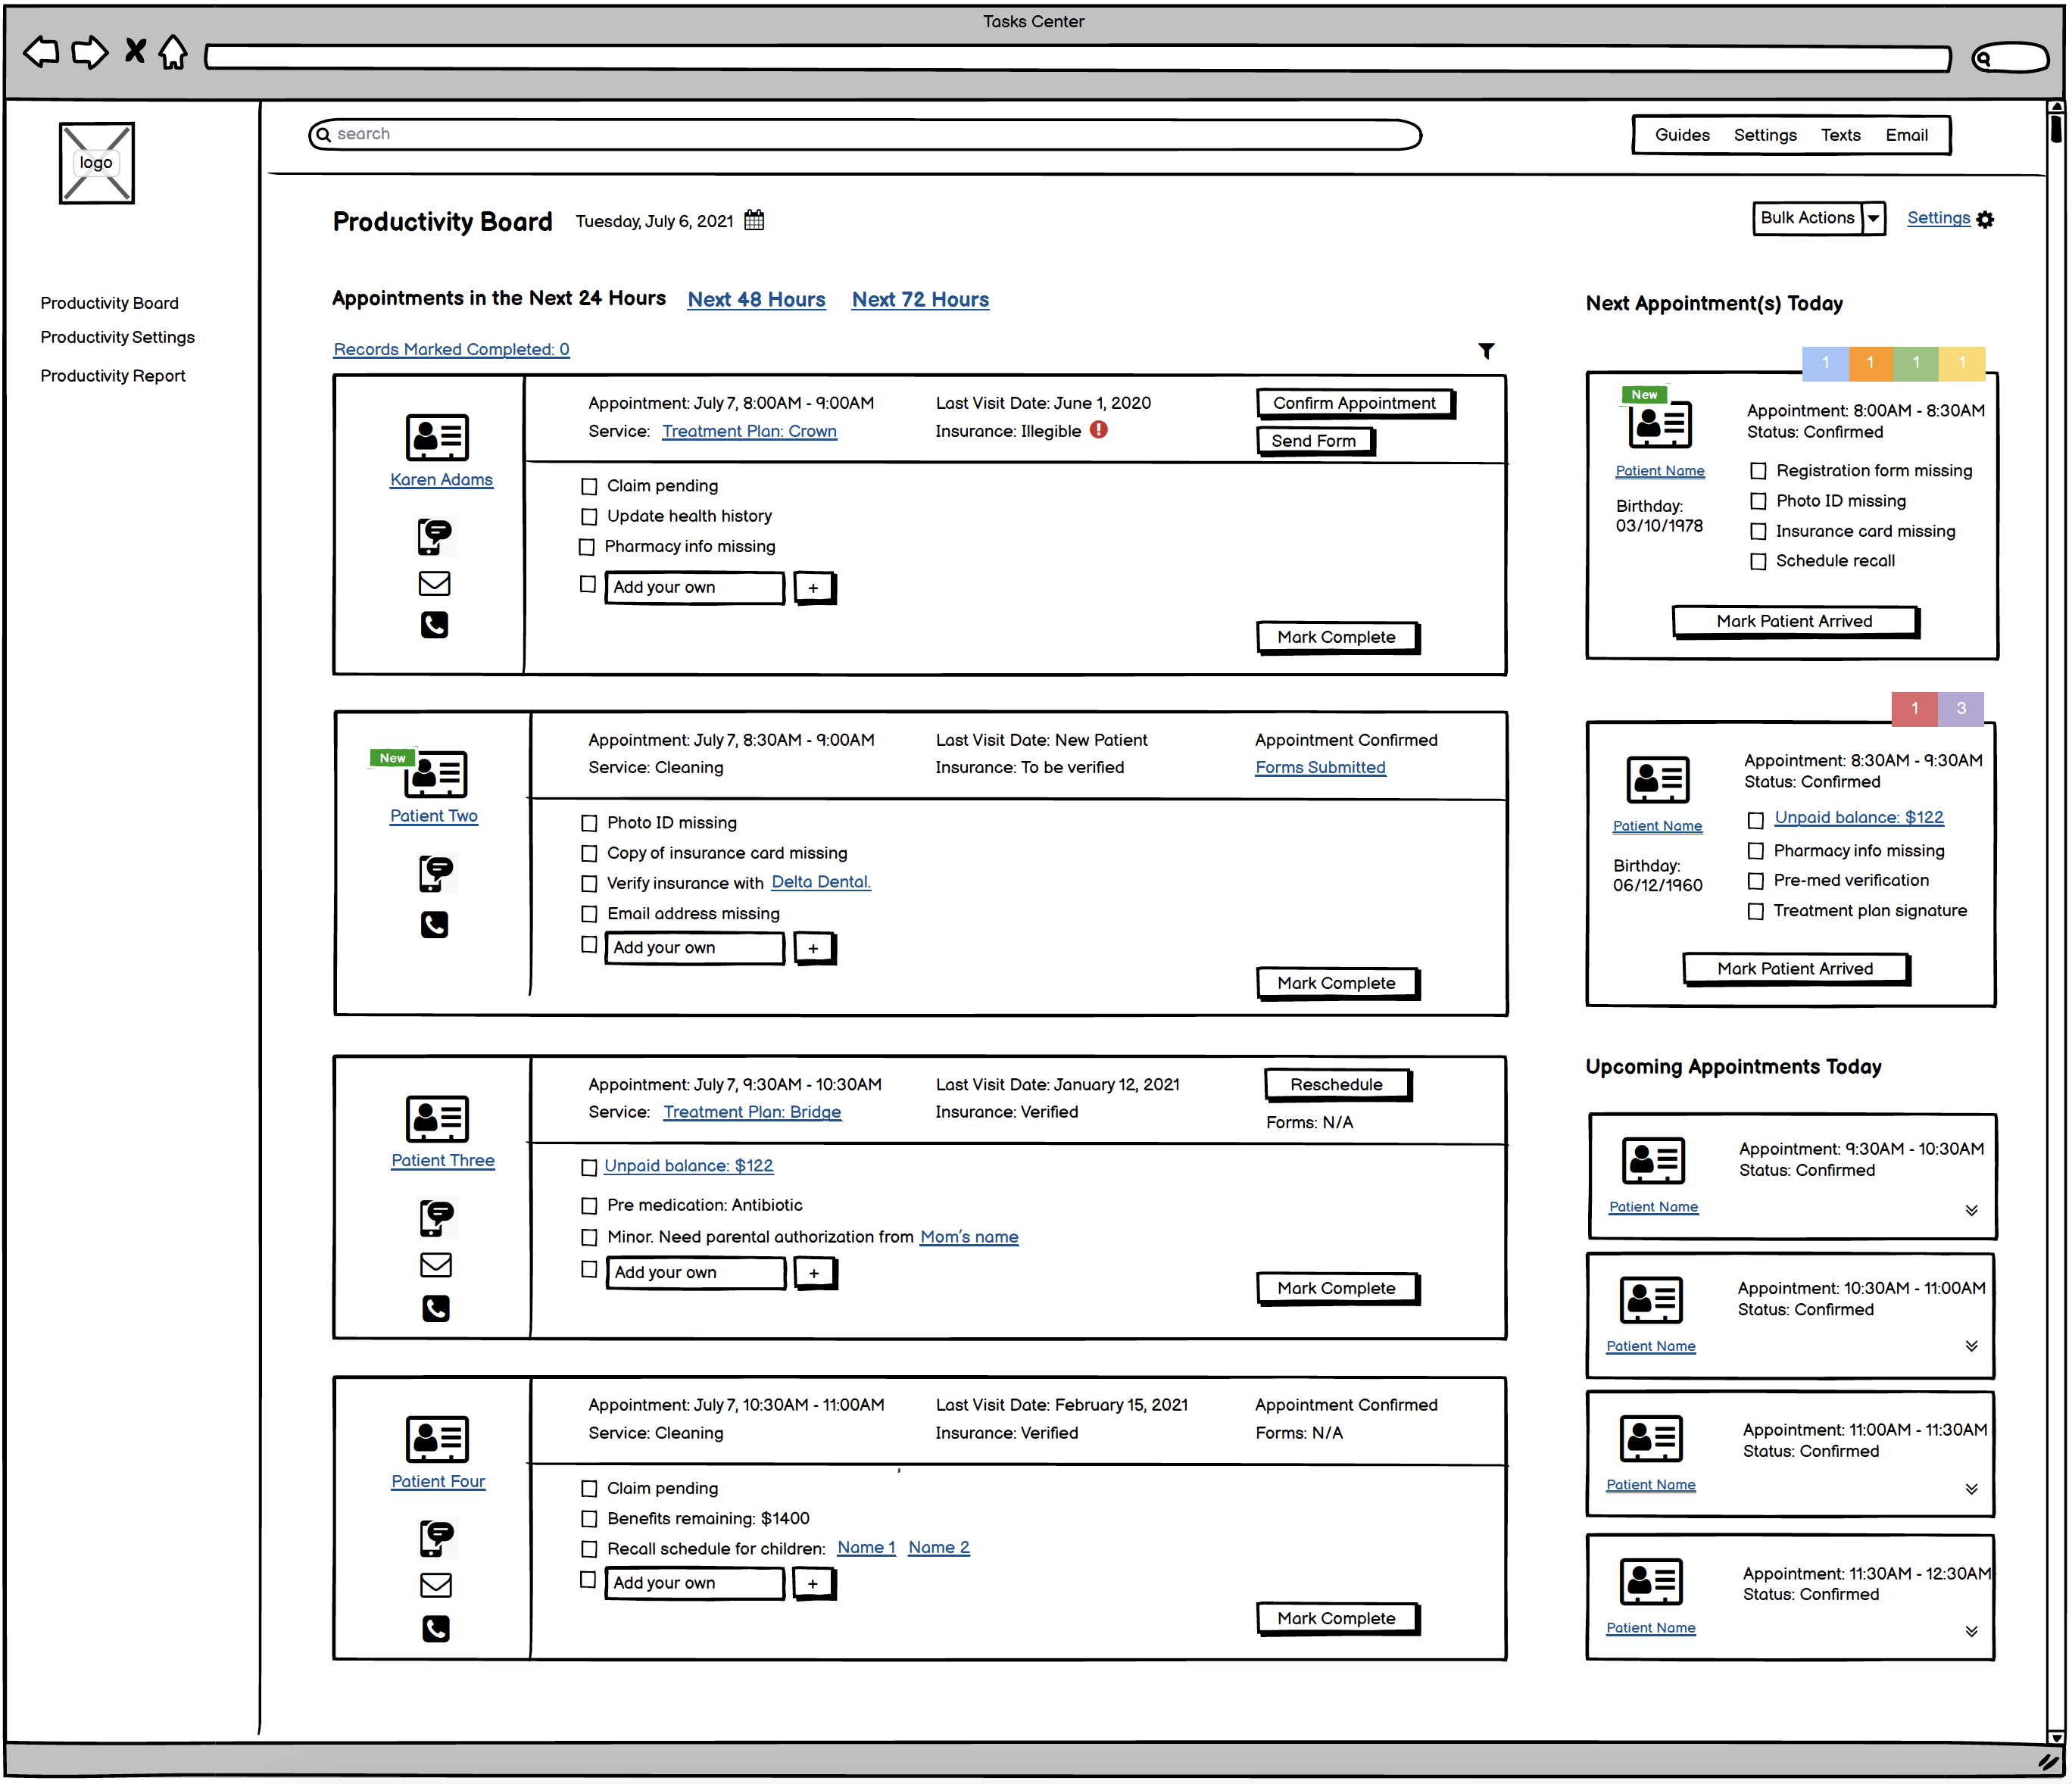 Tasks Center
logo
search
Guides Settings Texts Email
Productivity Board
Productivity Settings
Productivity Report
Productivity Board Tuesday, July 6, 2021
Bulk Actions Settings
Appointments in the Next 24 Hours Next 48 Hours Next 72 Hours
Records Marked Completed: 0
Karen Adams
Appointment: July 7, 8:00AM - 9:00AM Last Visit Date: June 1, 2020 Confirm Appointment
Service: Treatment Plan: Crown Insurance: Illegible Send Form
Claim pending
Update health history
Pharmacy info missing
Add your own +
Mark Complete
New
Patient Two
Appointment: July 7, 8:30AM - 9:00AM Last Visit Date: New Patient Appointment Confirmed
Service: Cleaning Insurance: To be verified Forms Submitted
Photo ID missing
Copy of insurance card missing
Verify insurance with Delta Dental.
Email address missing
Add your own +
Mark Complete
Patient Three
Appointment: July 7, 9:30AM - 10:30AM Last Visit Date: January 12, 2021 Reschedule
Service: Treatment Plan: Bridge Insurance: Verified Forms: N/A
Unpaid balance: $122
Pre medication: Antibiotic
Minor. Need parental authorization from Mom's name
Add your own +
Mark Complete
Patient Four
Appointment: July 7, 10:30AM - 11:00AM Last Visit Date: February 15, 2021 Appointment Confirmed
Service: Cleaning Insurance: Verified Forms: N/A
Claim pending
Benefits remaining: $1400
Recall schedule for children: Name 1 Name 2
Add your own +
Mark Complete
Next Appointment(s) Today
1 1 1 1
New
Patient Name
Birthday:
03/10/1978
Appointment: 8:00AM - 8:30AM
Status: Confirmed
Registration form missing
Photo ID missing
Insurance card missing
Schedule recall
Mark Patient Arrived
1 3
Patient Name
Birthday:
06/12/1960
Appointment: 8:30AM - 9:30AM
Status: Confirmed
Unpaid balance: $122
Pharmacy info missing
Pre-med verification
Treatment plan signature
Mark Patient Arrived
Upcoming Appointments Today
Appointment: 9:30AM - 10:30AM
Status: Confirmed
Patient Name
Appointment: 10:30AM - 11:00AM
Status: Confirmed
Patient Name
Appointment: 11:00AM - 11:30AM
Status: Confirmed
Patient Name
Appointment: 11:30AM - 12:30AM
Status: Confirmed
Patient Name